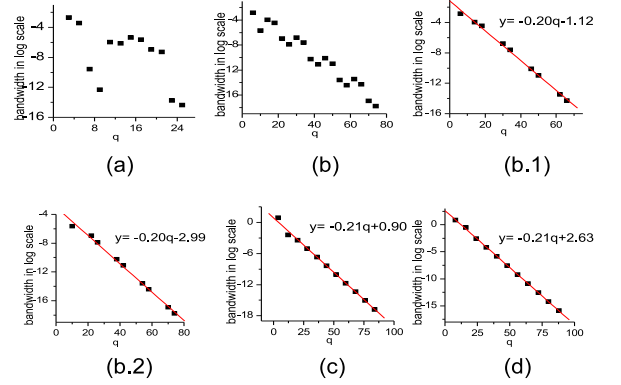 -4
-8
-12
-16
0
8
16
24
q
bandwidth in log scale
(a)
-4
-8
-12
-16
0
20
40
60
80
q
bandwidth in log scale
(b)
y= -0.20q-1.12
-4
-8
-12
-16
0
20
40
60
q
bandwidth in log scale
(b.1)
y= -0.20q-2.99
-4
-8
-12
-16
0
20
40
60
80
q
bandwidth in log scale
(b.2)
y= -0.21q+0.90
0
-6
-12
-18
0
25
50
75
100
q
bandwidth in log scale
(c)
y= -0.21q+2.63
0
-5
-10
-15
0
25
50
75
100
q
bandwidth in log scale
(d)